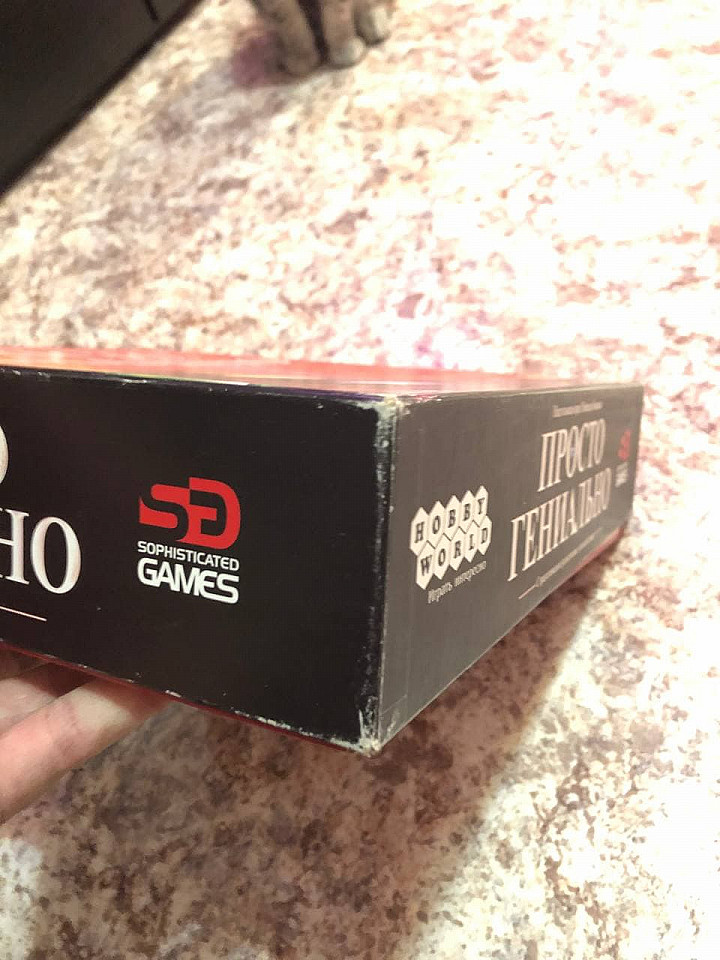 НО
SG
SOPHISTICATED
GAMES
HOBBY
WORLD
Играть интересно
ПРОСТО
ГЕНИАЛЬНО